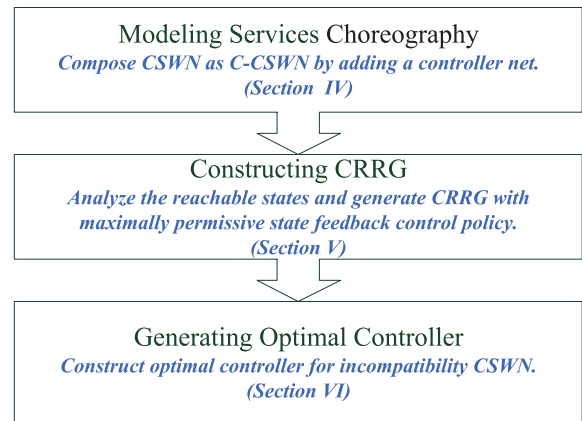 Modeling Services Choreography
Compose CSWN as C-CSWN by adding a controller net.
(Section IV)
Constructing CRRG
Analyze the reachable states and generate CRRG with
maximally permissive state feedback control policy.
(Section V)
Generating Optimal Controller
Construct optimal controller for incompatibility CSWN.
(Section VI)